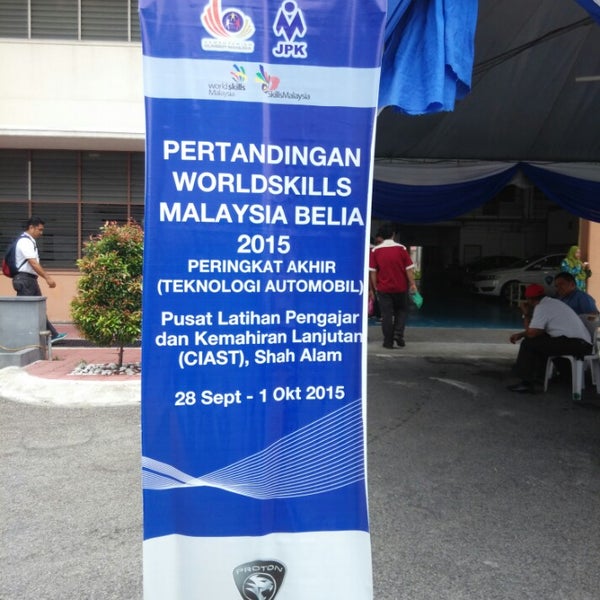 JPK
worldskills
Malaysia
SkillsMalaysia
PERTANDINGAN
WORLDSKILLS
MALAYSIA BELIA
2015
PERINGKAT AKHIR
(TEKNOLOGI AUTOMOBIL)
Pusat Latihan Pengajar
dan Kemahiran Lanjutan
(CIAST), Shah Alam
28 Sept - 1 Okt 2015
PROTON